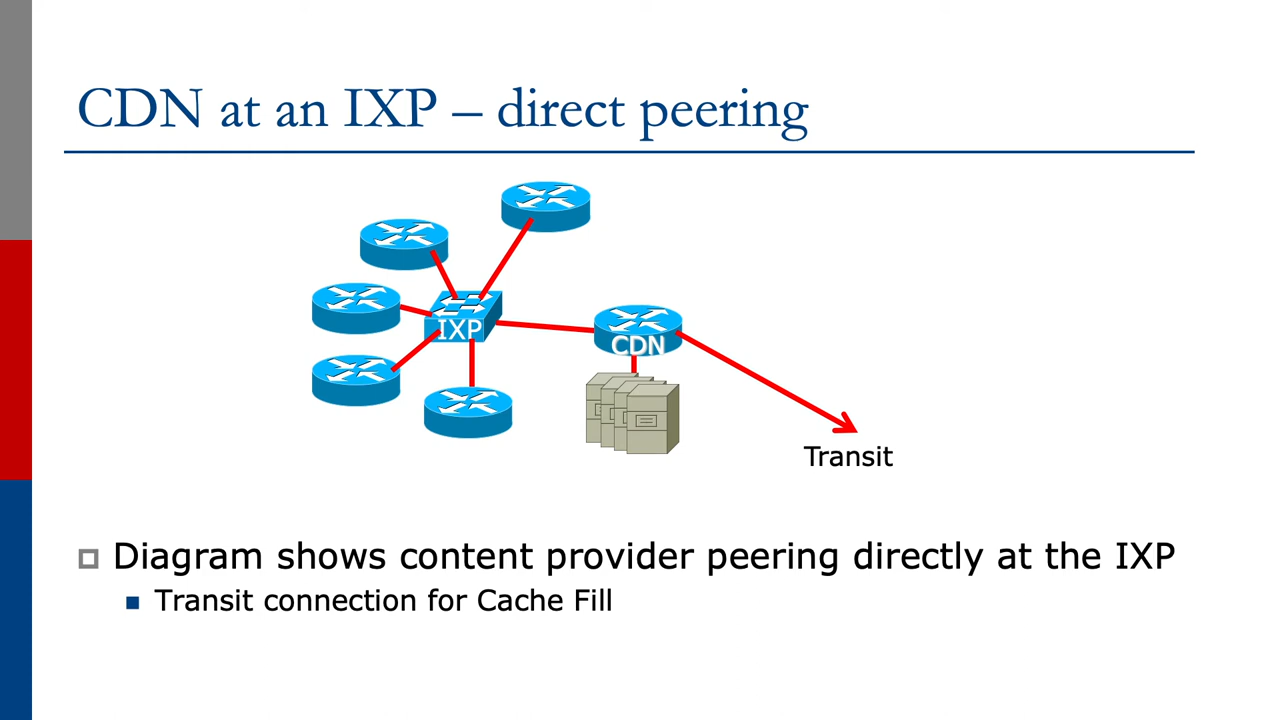 CDN at an IXP – direct peering
IXP
CDN
Transit
Diagram shows content provider peering directly at the IXP
Transit connection for Cache Fill